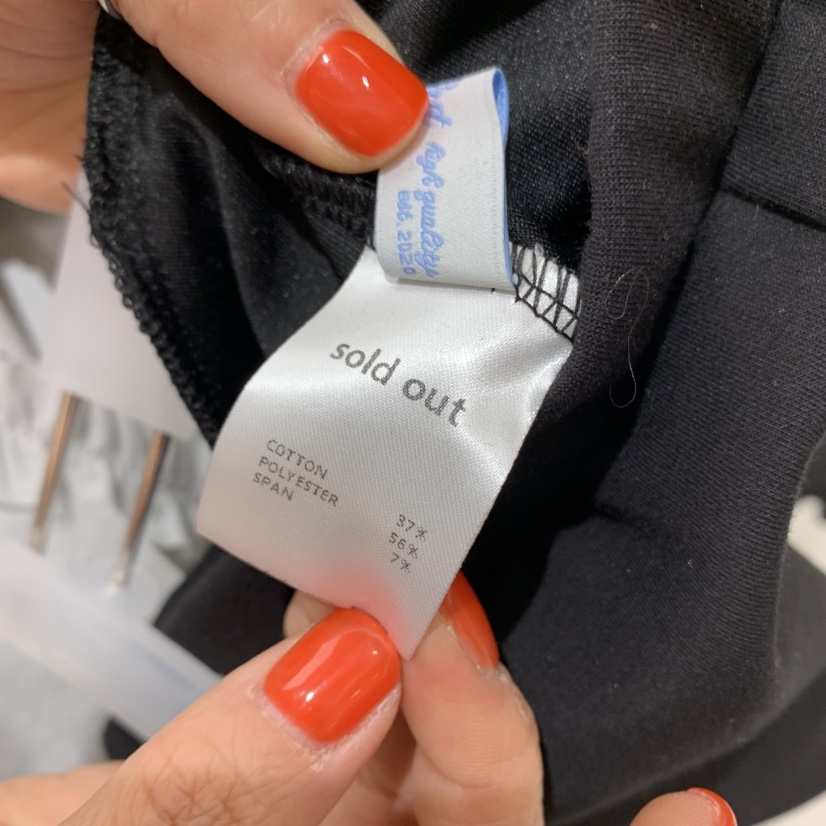 high quality
est. 2020
sold out
COTTON 37%
POLYESTER 56%
SPAN 7%